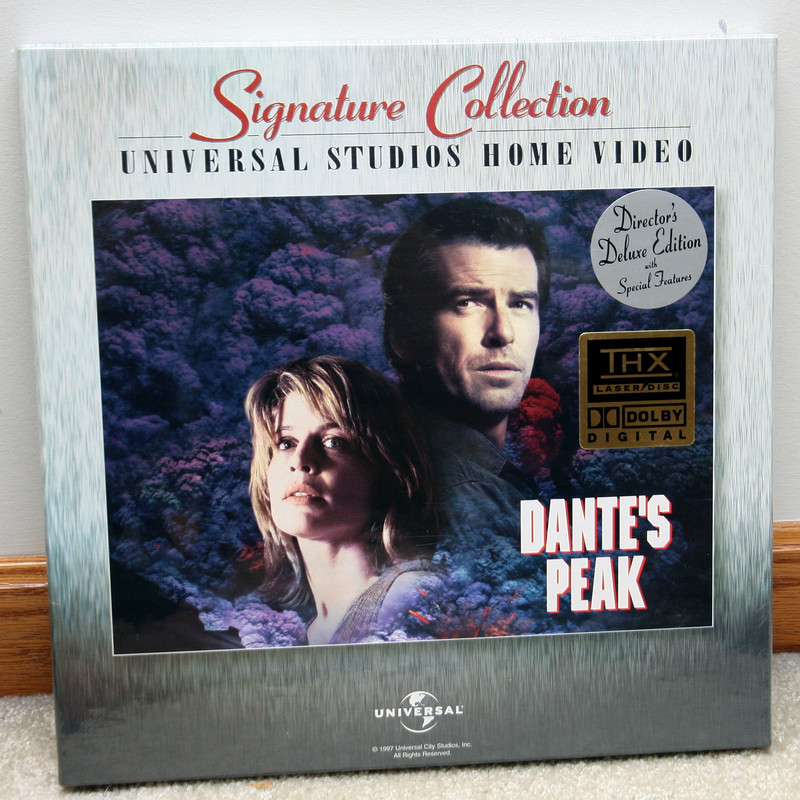 Signature Collection
UNIVERSAL STUDIOS HOME VIDEO
Director's
Deluxe Edition
with
Special Features
THX
LASER/DISC
DOLBY
DIGITAL
DANTE'S
PEAK
UNIVERSAL
© 1997 Universal City Studios, Inc.
All Rights Reserved.